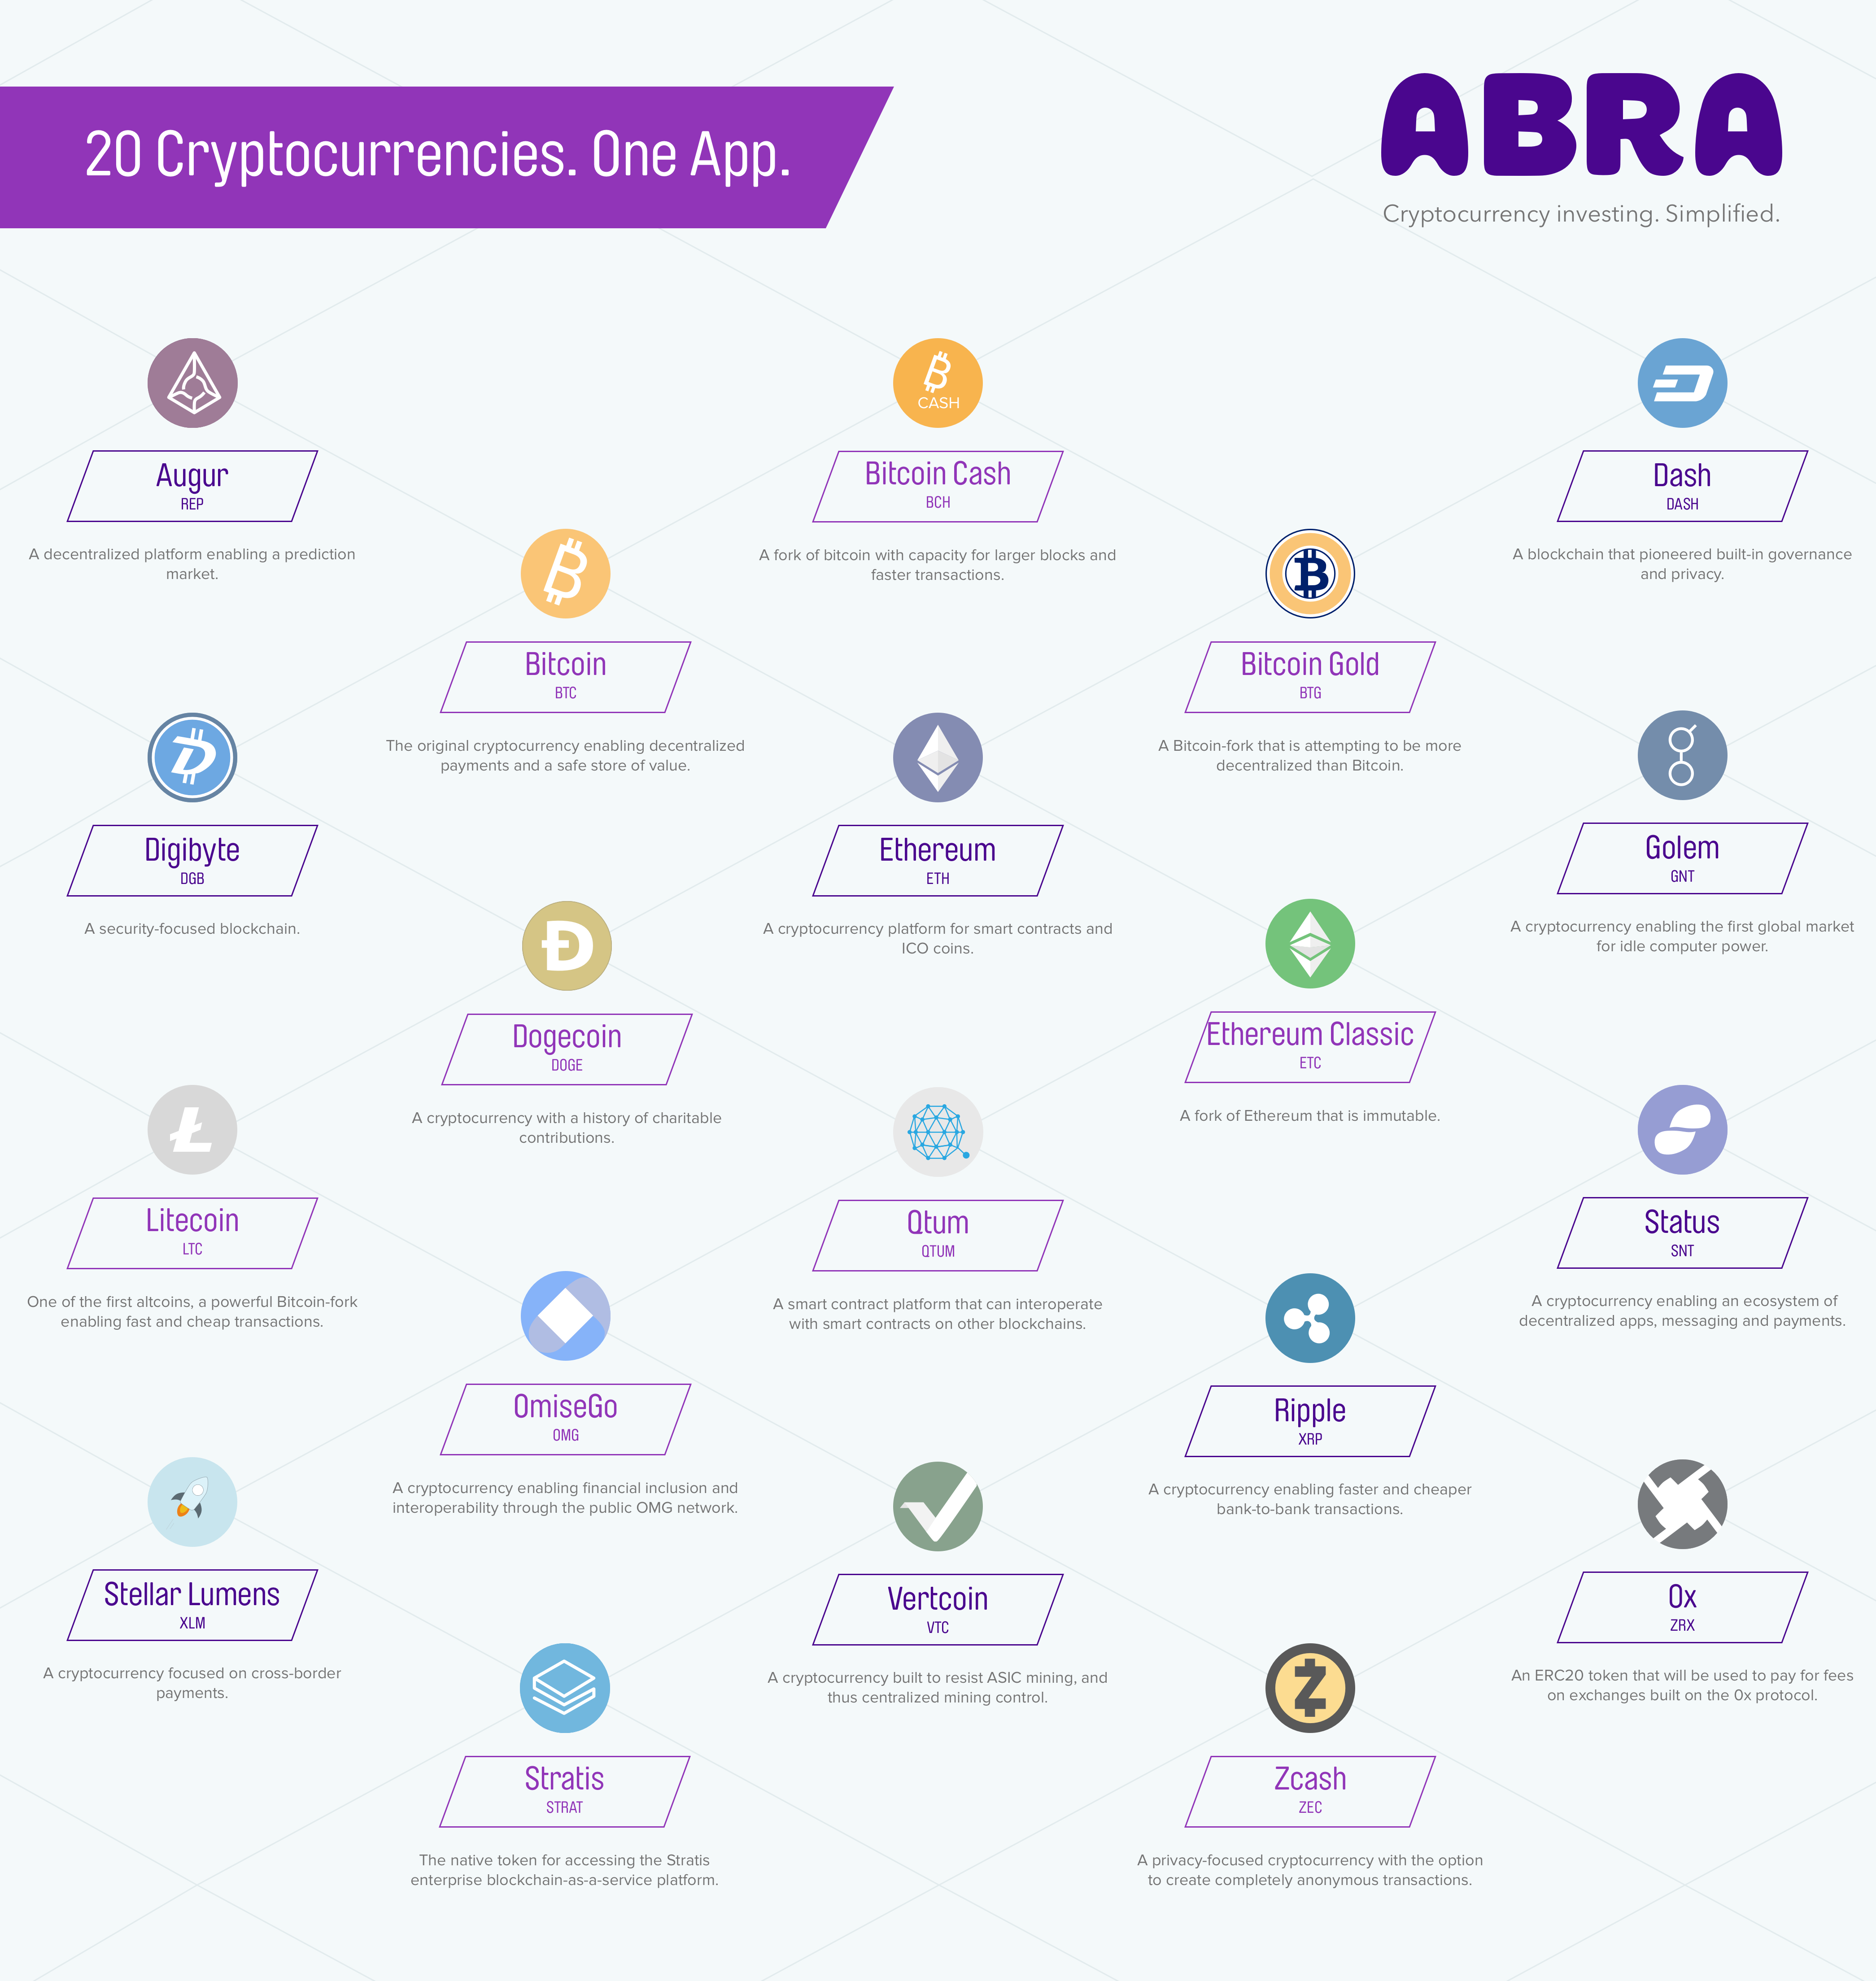 20 Cryptocurrencies. One App.
ABRA
Cryptocurrency investing. Simplified.
CASH
Augur
REP
A decentralized platform enabling a prediction
market.
Bitcoin Cash
BCH
A fork of bitcoin with capacity for larger blocks and
faster transactions.
Dash
DASH
A blockchain that pioneered built-in governance
and privacy.
Bitcoin
BTC
The original cryptocurrency enabling decentralized
payments and a safe store of value.
Bitcoin Gold
BTG
A Bitcoin-fork that is attempting to be more
decentralized than Bitcoin.
Digibyte
DGB
A security-focused blockchain.
Ethereum
ETH
A cryptocurrency platform for smart contracts and
ICO coins.
Golem
GNT
A cryptocurrency enabling the first global market
for idle computer power.
Dogecoin
DOGE
A cryptocurrency with a history of charitable
contributions.
Ethereum Classic
ETC
A fork of Ethereum that is immutable.
Litecoin
LTC
One of the first altcoins, a powerful Bitcoin-fork
enabling fast and cheap transactions.
Qtum
QTUM
A smart contract platform that can interoperate
with smart contracts on other blockchains.
Status
SNT
A cryptocurrency enabling an ecosystem of
decentralized apps, messaging and payments.
OmiseGo
OMG
A cryptocurrency enabling financial inclusion and
interoperability through the public OMG network.
Ripple
XRP
A cryptocurrency enabling faster and cheaper
bank-to-bank transactions.
Stellar Lumens
XLM
A cryptocurrency focused on cross-border
payments.
Vertcoin
VTC
A cryptocurrency built to resist ASIC mining, and
thus centralized mining control.
0x
ZRX
An ERC20 token that will be used to pay for fees
on exchanges built on the 0x protocol.
Stratis
STRAT
The native token for accessing the Stratis
enterprise blockchain-as-a-service platform.
Zcash
ZEC
A privacy-focused cryptocurrency with the option
to create completely anonymous transactions.